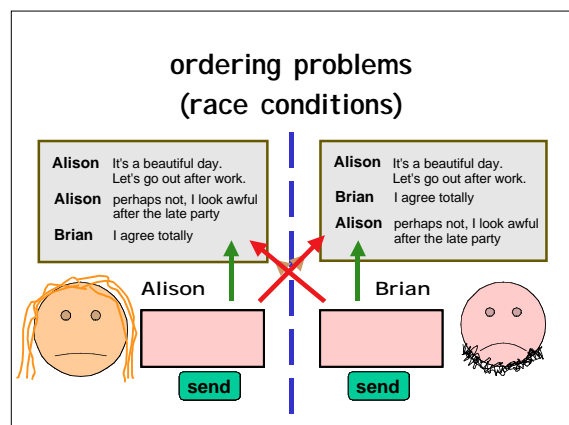 ordering problems
(race conditions)
Alison It's a beautiful day.
Let's go out after work.
Alison perhaps not, I look awful
after the late party
Brian I agree totally
Alison It's a beautiful day.
Let's go out after work.
Brian I agree totally
Alison perhaps not, I look awful
after the late party
Alison
Brian
send
send